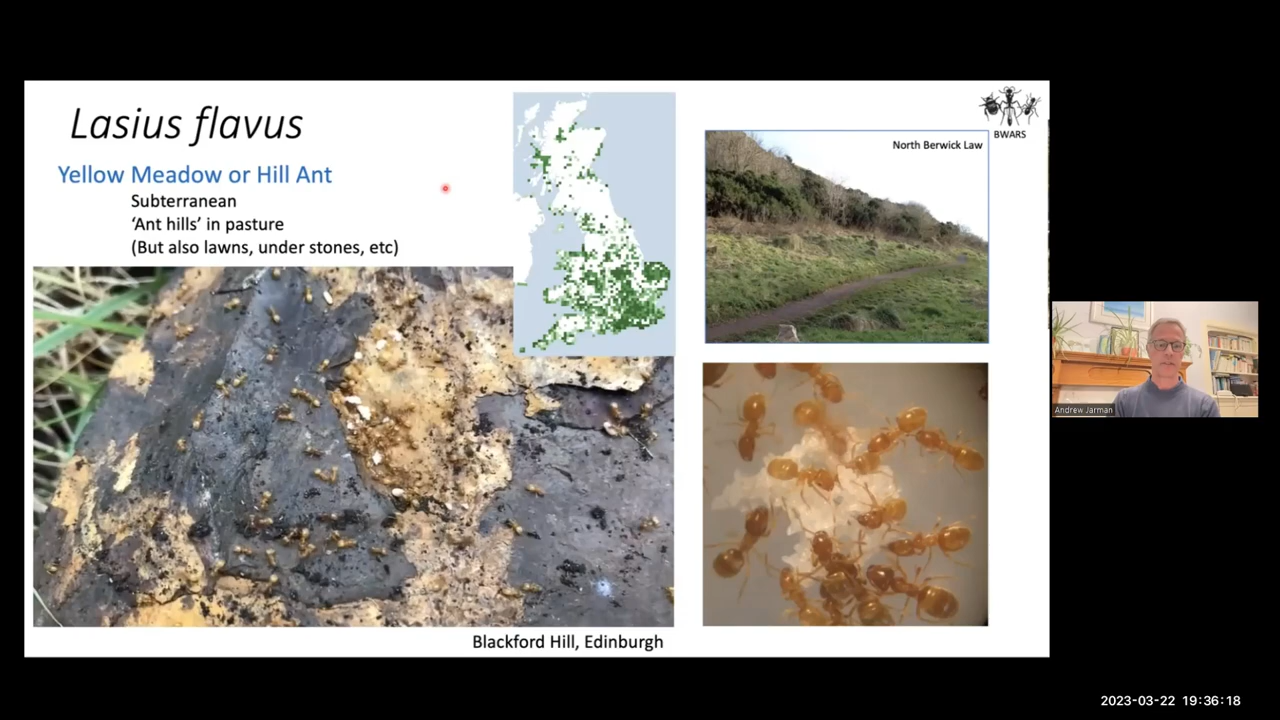 Lasius flavus
Yellow Meadow or Hill Ant
Subterranean
‘Ant hills’ in pasture
(But also lawns, under stones, etc)
BWARS
North Berwick Law
Andrew Jarman
Blackford Hill, Edinburgh
2023-03-22 19:36:18